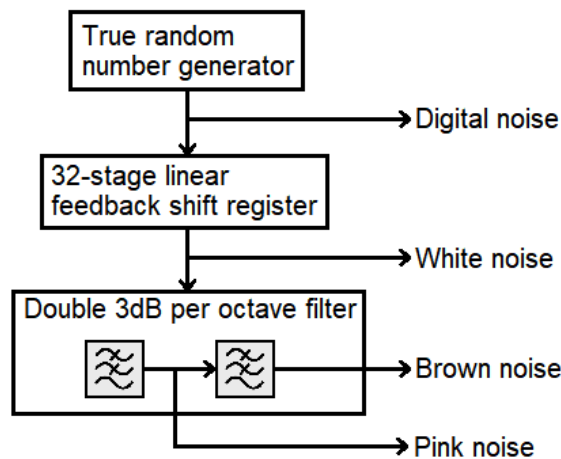 True random
number generator
Digital noise
32-stage linear
feedback shift register
White noise
Double 3dB per octave filter
Brown noise
Pink noise